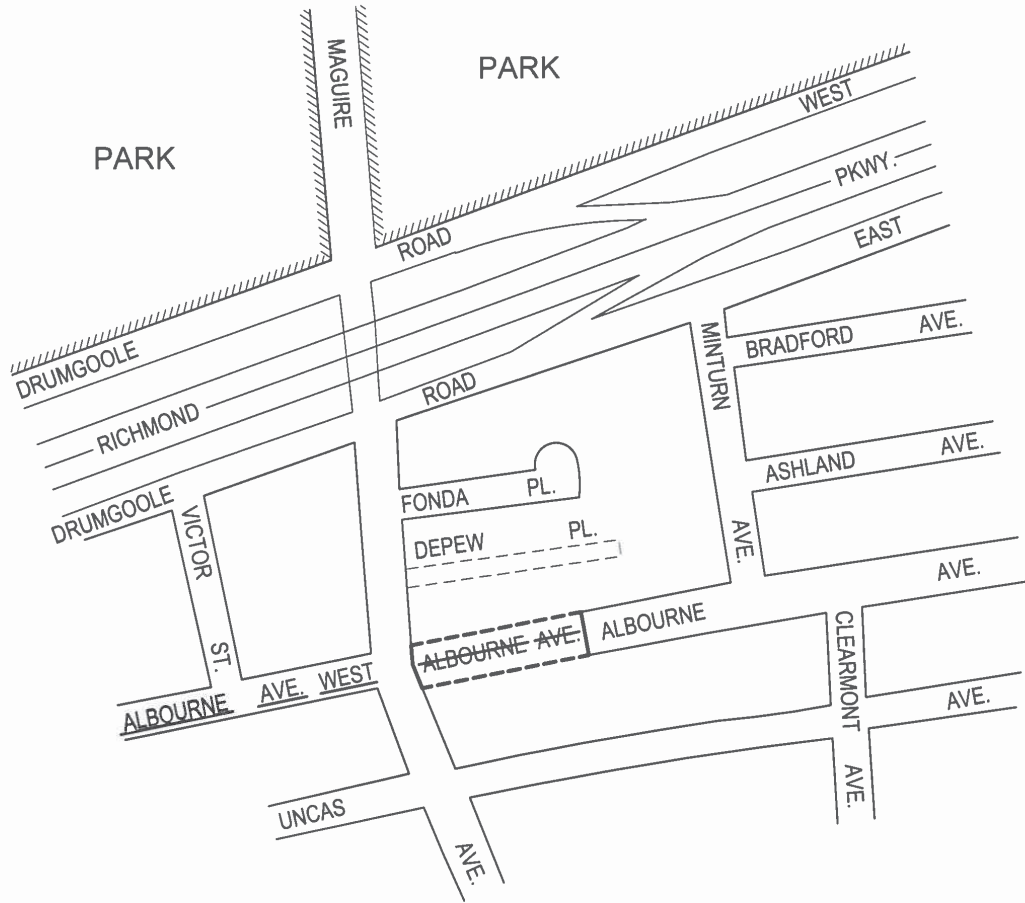 MAGUIRE
PARK
PARK
WEST
PKWY.
ROAD
EAST
DRUMGOOLE
RICHMOND
ROAD
MINTURN
BRADFORD AVE.
ASHLAND AVE.
DRUMGOOLE
VICTOR
FONDA PL.
DEPEW PL.
AVE.
AVE.
ST.
ALBOURNE AVE.
ALBOURNE
CLEARMONT
ALBOURNE AVE. WEST
AVE.
UNCAS
AVE.
AVE.